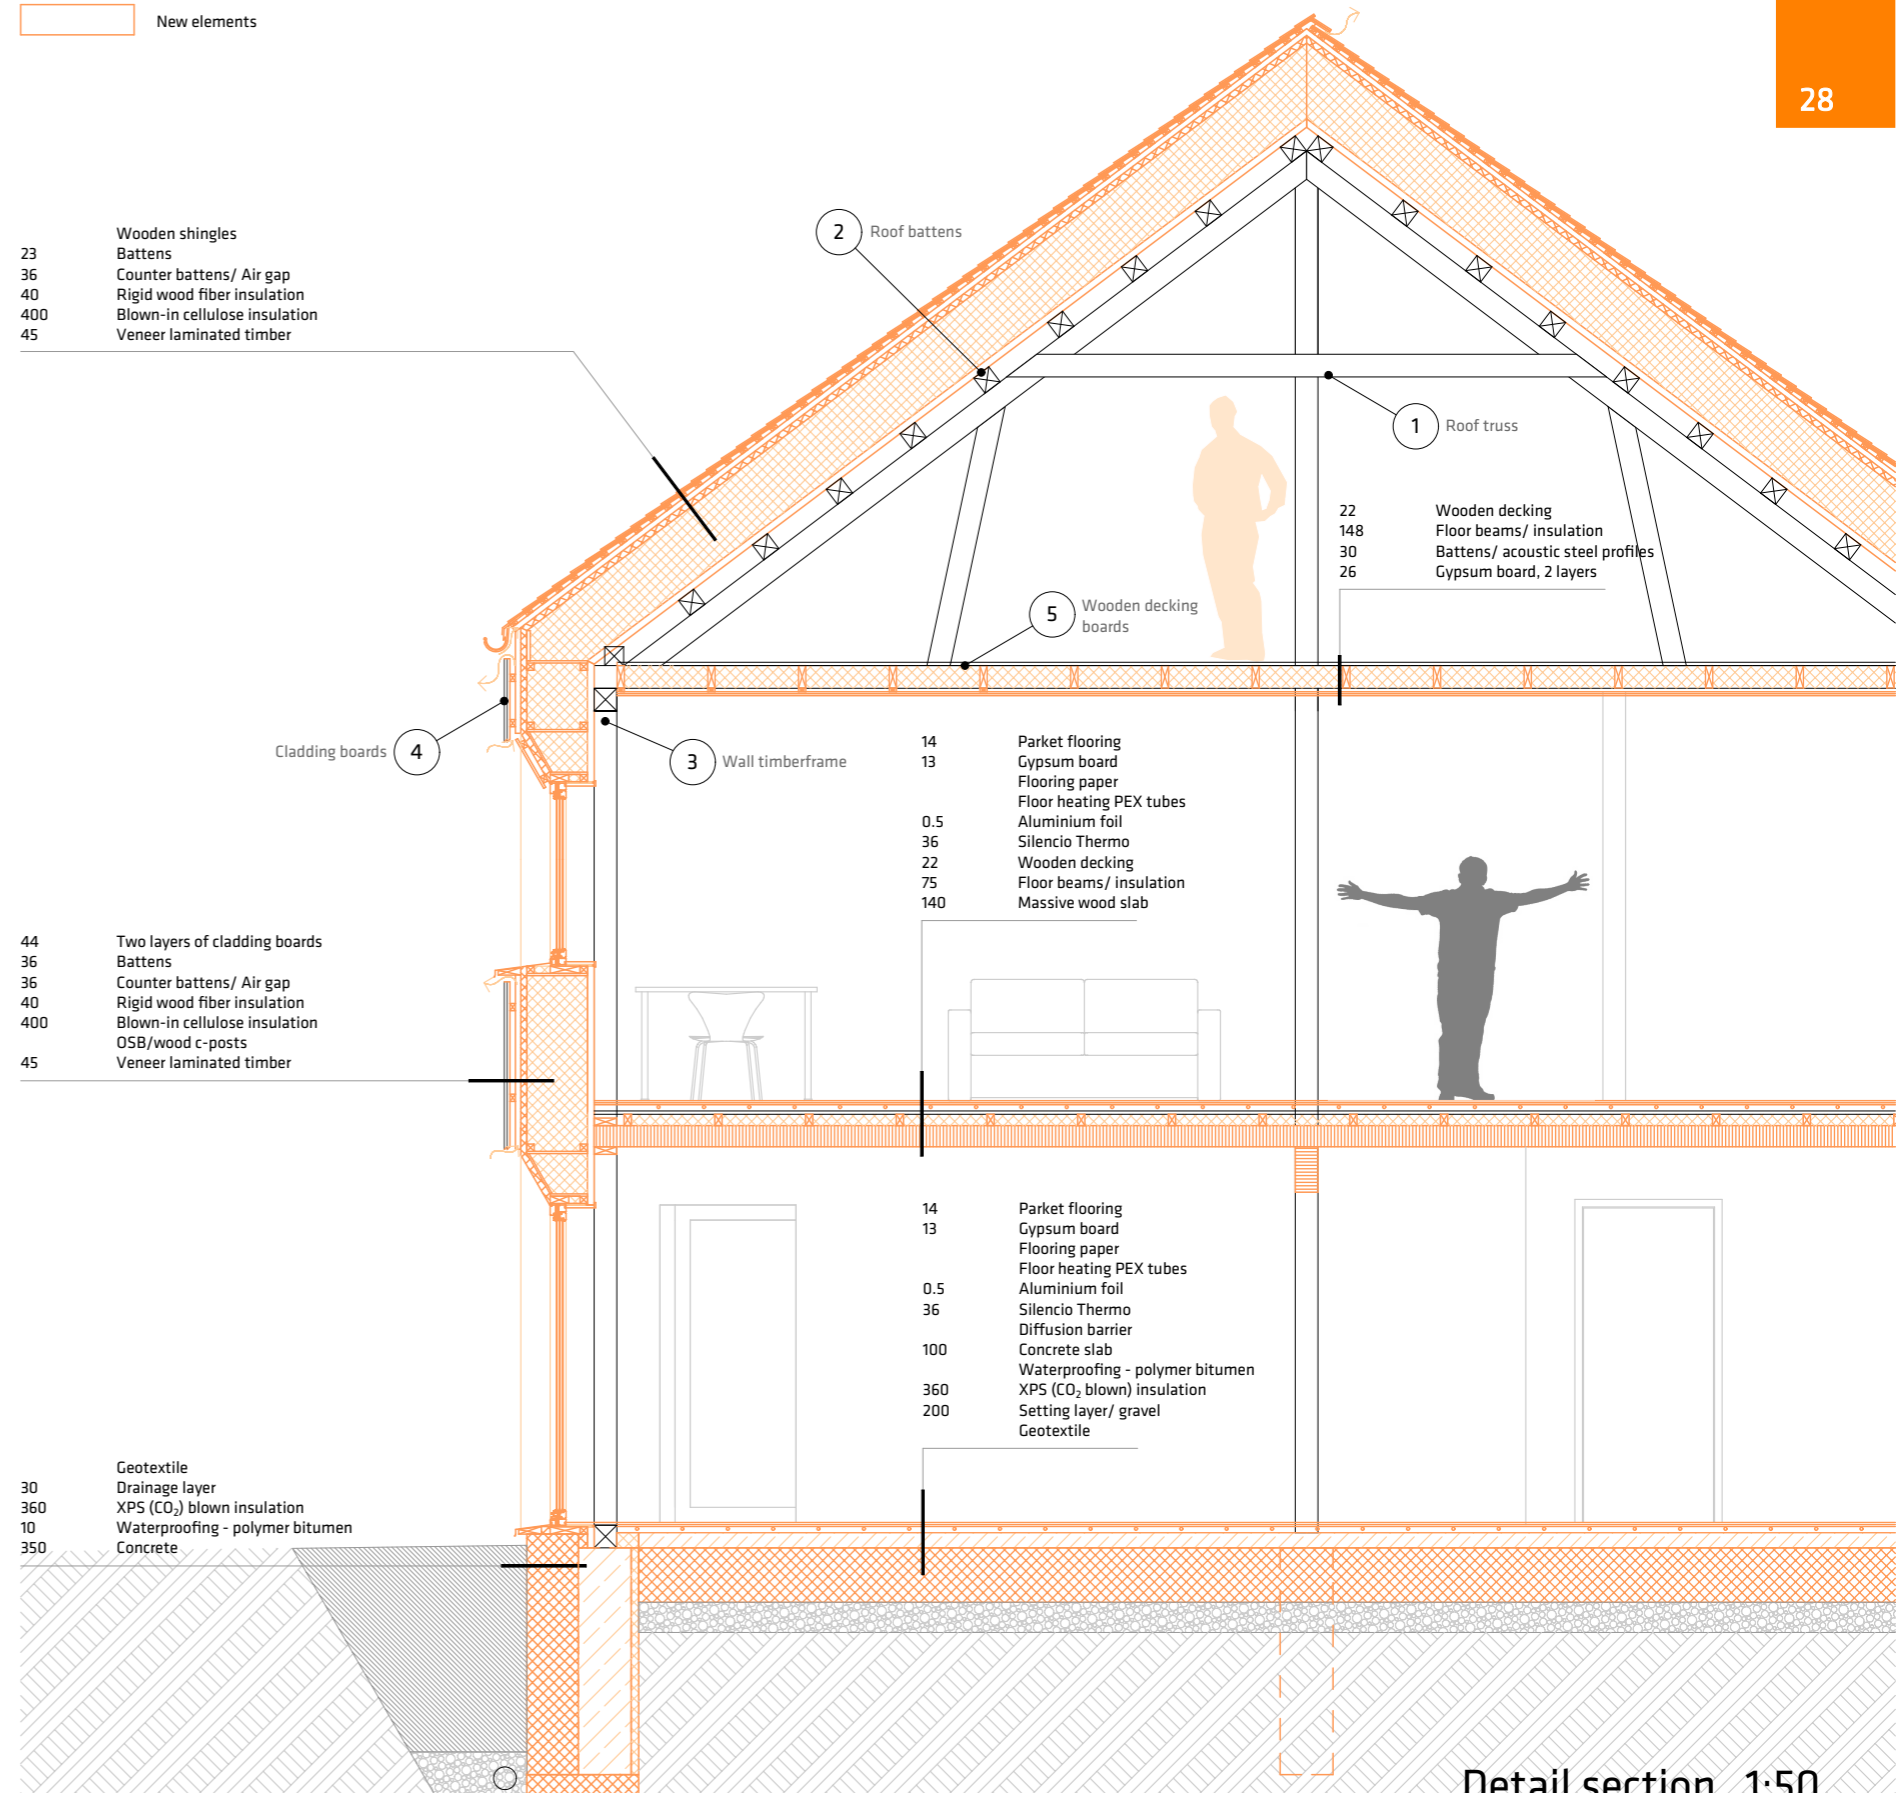 New elements
28
Wooden shingles
23 Battens
36 Counter battens/ Air gap
40 Rigid wood fiber insulation
400 Blown-in cellulose insulation
45 Veneer laminated timber
2 Roof battens
1 Roof truss
22 Wooden decking
148 Floor beams/ insulation
30 Battens/ acoustic steel profiles
26 Gypsum board, 2 layers
5 Wooden decking
boards
Cladding boards 4
3 Wall timberframe
14 Parket flooring
13 Gypsum board
Flooring paper
Floor heating PEX tubes
0.5 Aluminium foil
36 Silencio Thermo
22 Wooden decking
75 Floor beams/ insulation
140 Massive wood slab
44 Two layers of cladding boards
36 Battens
36 Counter battens/ Air gap
40 Rigid wood fiber insulation
400 Blown-in cellulose insulation
OSB/wood c-posts
45 Veneer laminated timber
14 Parket flooring
13 Gypsum board
Flooring paper
Floor heating PEX tubes
0.5 Aluminium foil
36 Silencio Thermo
Diffusion barrier
100 Concrete slab
Waterproofing - polymer bitumen
360 XPS (CO₂ blown) insulation
200 Setting layer/ gravel
Geotextile
Geotextile
30 Drainage layer
360 XPS (CO₂) blown insulation
10 Waterproofing - polymer bitumen
350 Concrete
Detail section 1:50